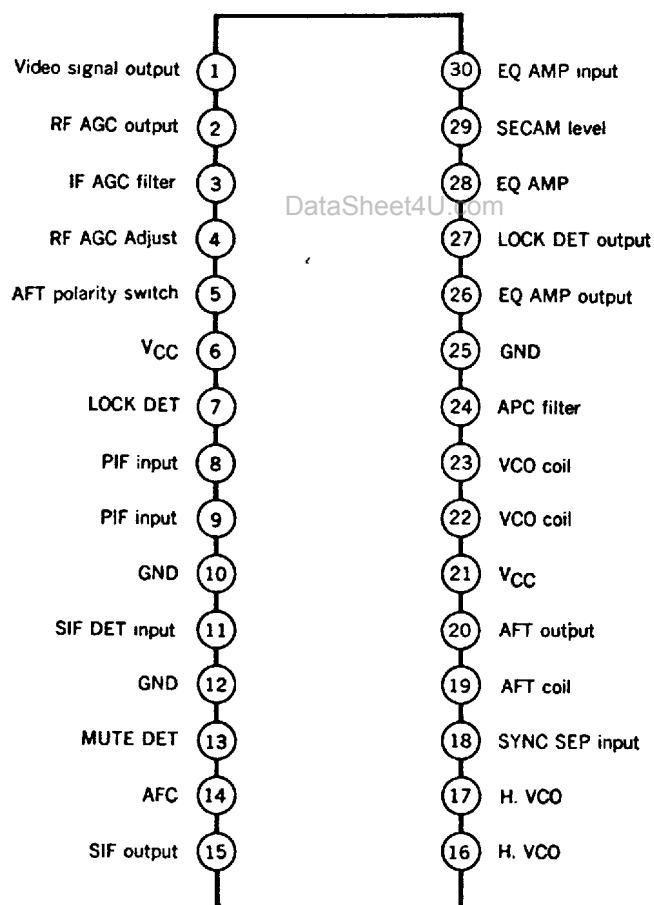 Video signal output 1 30 EQ AMP input
RF AGC output 2 29 SECAM level
IF AGC filter 3 28 EQ AMP
DataSheet4U.com
RF AGC Adjust 4 27 LOCK DET output
AFT polarity switch 5 26 EQ AMP output
VCC 6 25 GND
LOCK DET 7 24 APC filter
PIF input 8 23 VCO coil
PIF input 9 22 VCO coil
GND 10 21 VCC
SIF DET input 11 20 AFT output
GND 12 19 AFT coil
MUTE DET 13 18 SYNC SEP input
AFC 14 17 H. VCO
SIF output 15 16 H. VCO